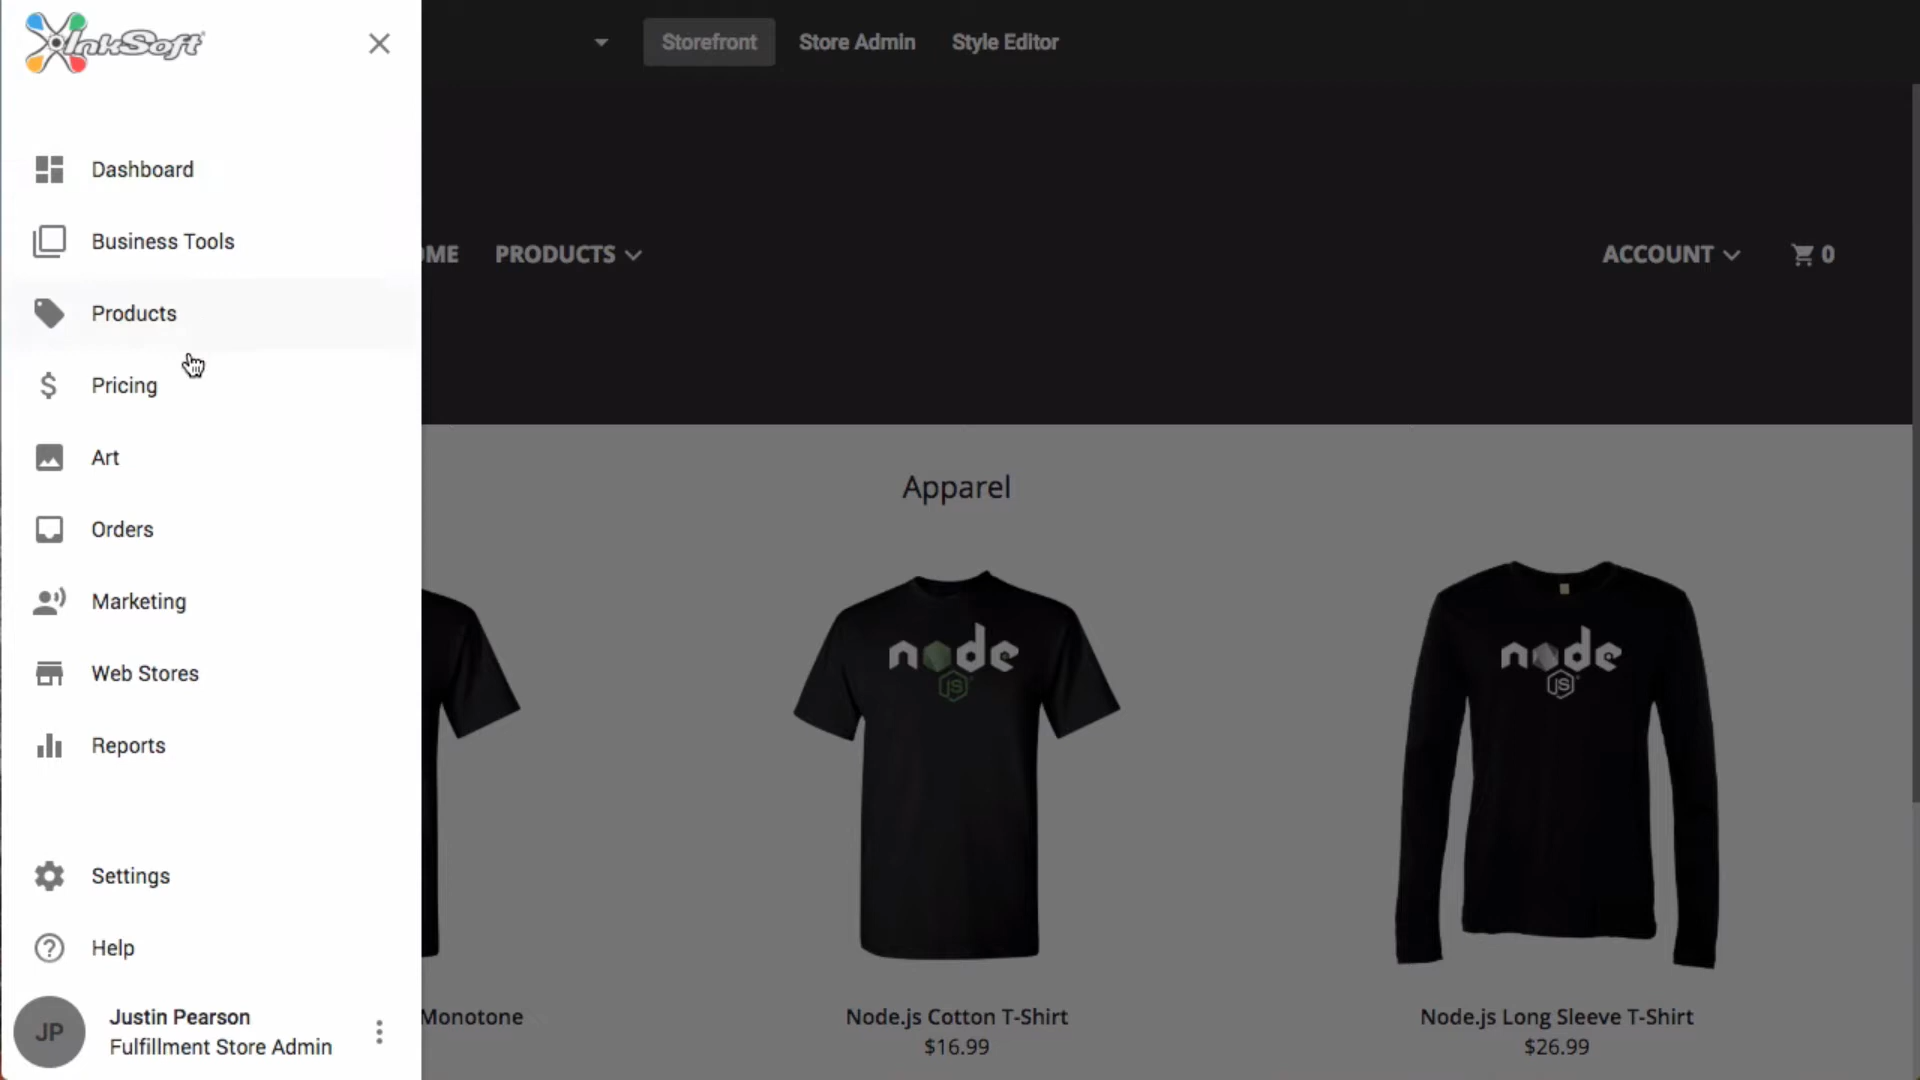 InkSoft
Storefront
Store Admin
Style Editor
Dashboard
Business Tools
Products
Pricing
Art
Orders
Marketing
Web Stores
Reports
Settings
Help
JP
Justin Pearson
Fulfillment Store Admin
OME
PRODUCTS
ACCOUNT
0
Apparel
node
JS
node
JS
Monotone
Node.js Cotton T-Shirt
$16.99
Node.js Long Sleeve T-Shirt
$26.99